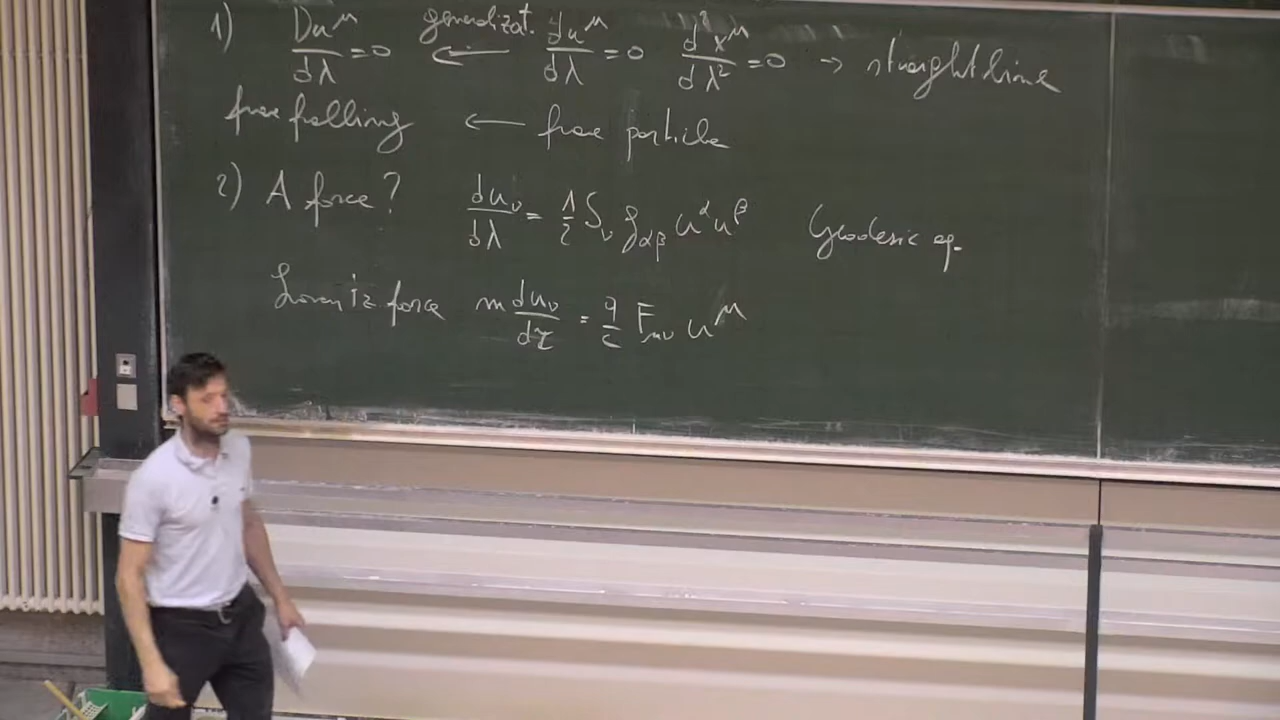 1) Du^μ/dλ = 0 generalizat. ← du^μ/dλ = 0 d²x^μ/dλ² = 0 → straight line
free falling ← free particle
2) A force? du_ν/dλ = 1/2 ∂_ν g_αβ u^α u^β Geodesic eq.
Lorentz force m du_ν/dτ = q/c F_μν u^μ